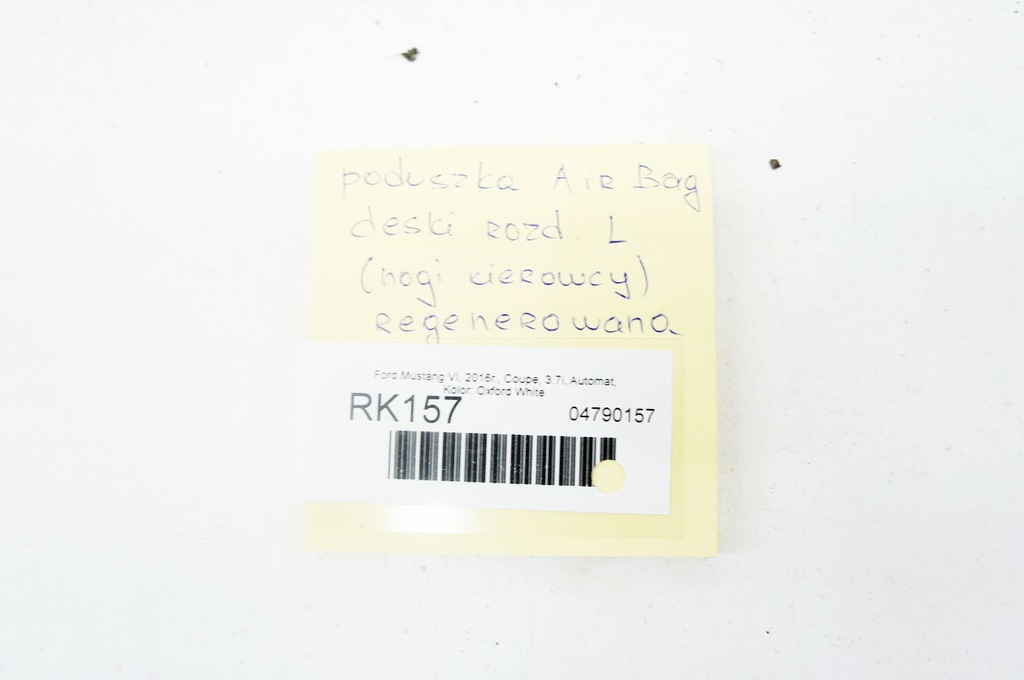 poduszka AiR Bag
deski rozd. L
(nogi kierowcy)
Regenerowana
Ford Mustang VI, 2016r., Coupe, 3.7i, Automat,
Kolor: Oxford White
RK157 04790157